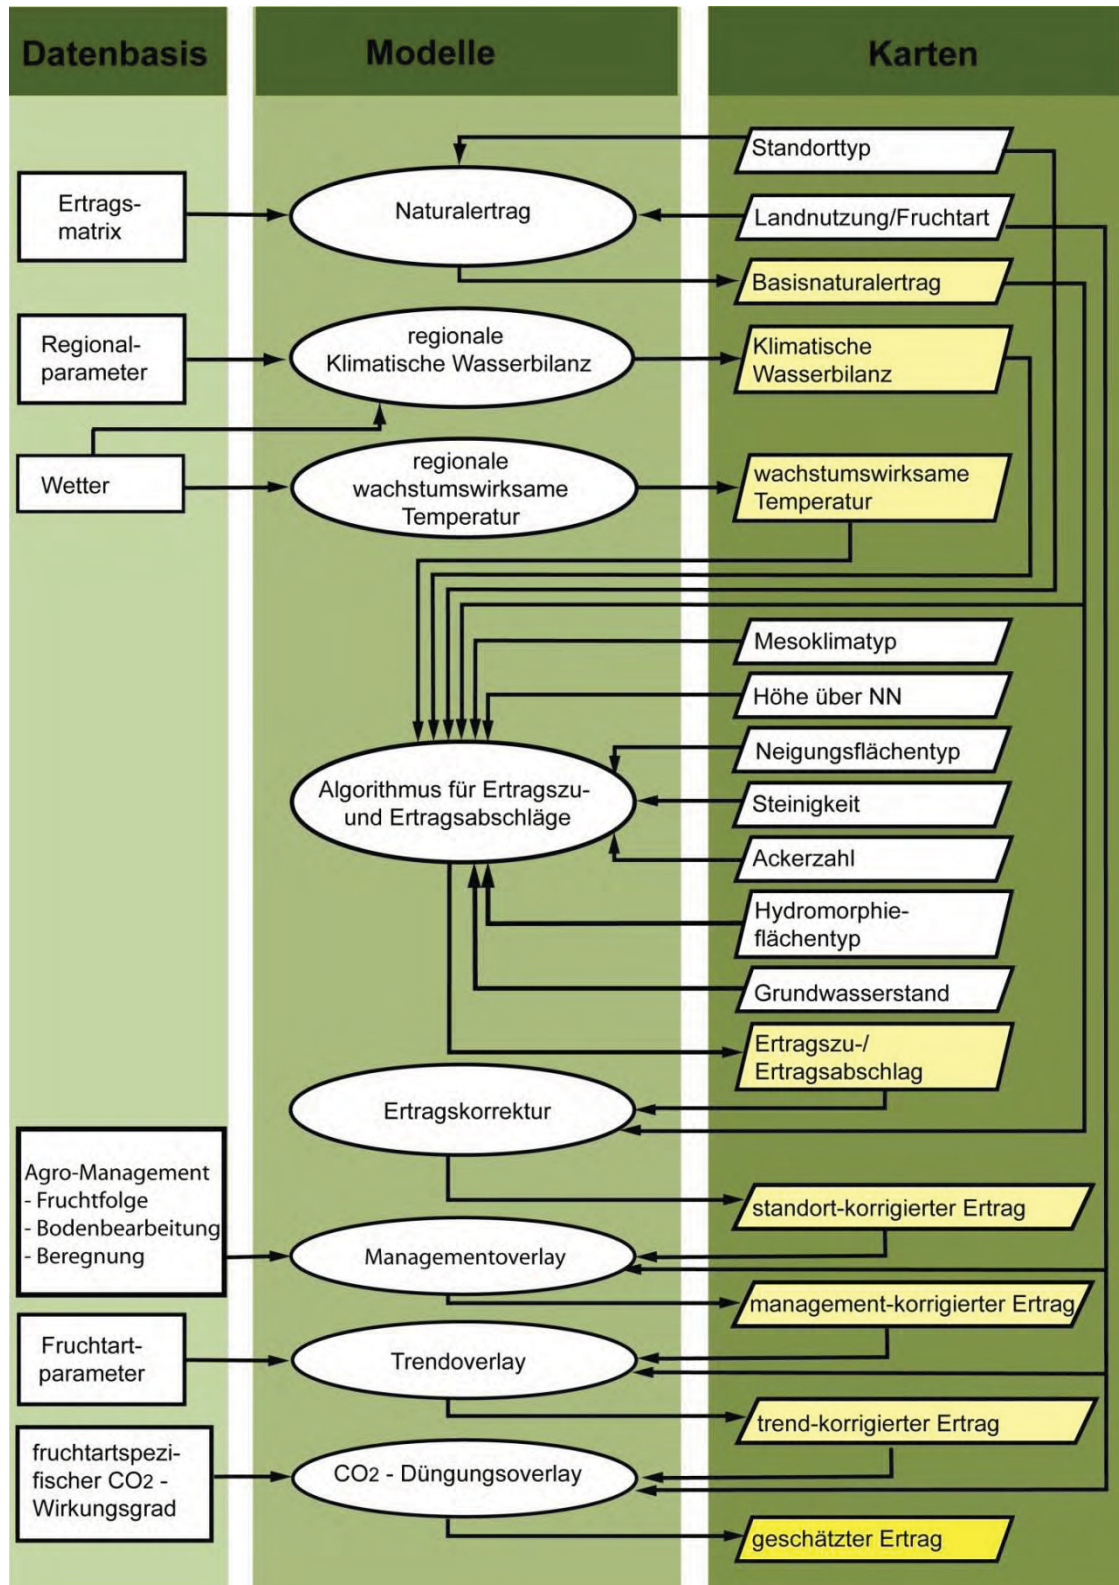 Datenbasis
Modelle
Karten
Standorttyp
Ertrags-
matrix
Naturalertrag
Landnutzung/Fruchtart
Basisnaturalertrag
Regional-
parameter
regionale
Klimatische Wasserbilanz
Klimatische
Wasserbilanz
Wetter
regionale
wachstumswirksame
Temperatur
wachstumswirksame
Temperatur
Mesoklimatyp
Höhe über NN
Neigungsflächentyp
Algorithmus für Ertragszu-
und Ertragsabschläge
Steinigkeit
Ackerzahl
Hydromorphie-
flächentyp
Grundwasserstand
Ertragszu-/
Ertragsabschlag
Ertragskorrektur
Agro-Management
- Fruchtfolge
- Bodenbearbeitung
- Beregnung
standort-korrigierter Ertrag
Managementoverlay
management-korrigierter Ertrag
Fruchtart-
parameter
Trendoverlay
trend-korrigierter Ertrag
fruchtartspezi-
fischer CO2 -
Wirkungsgrad
CO2 - Düngungsoverlay
geschätzter Ertrag